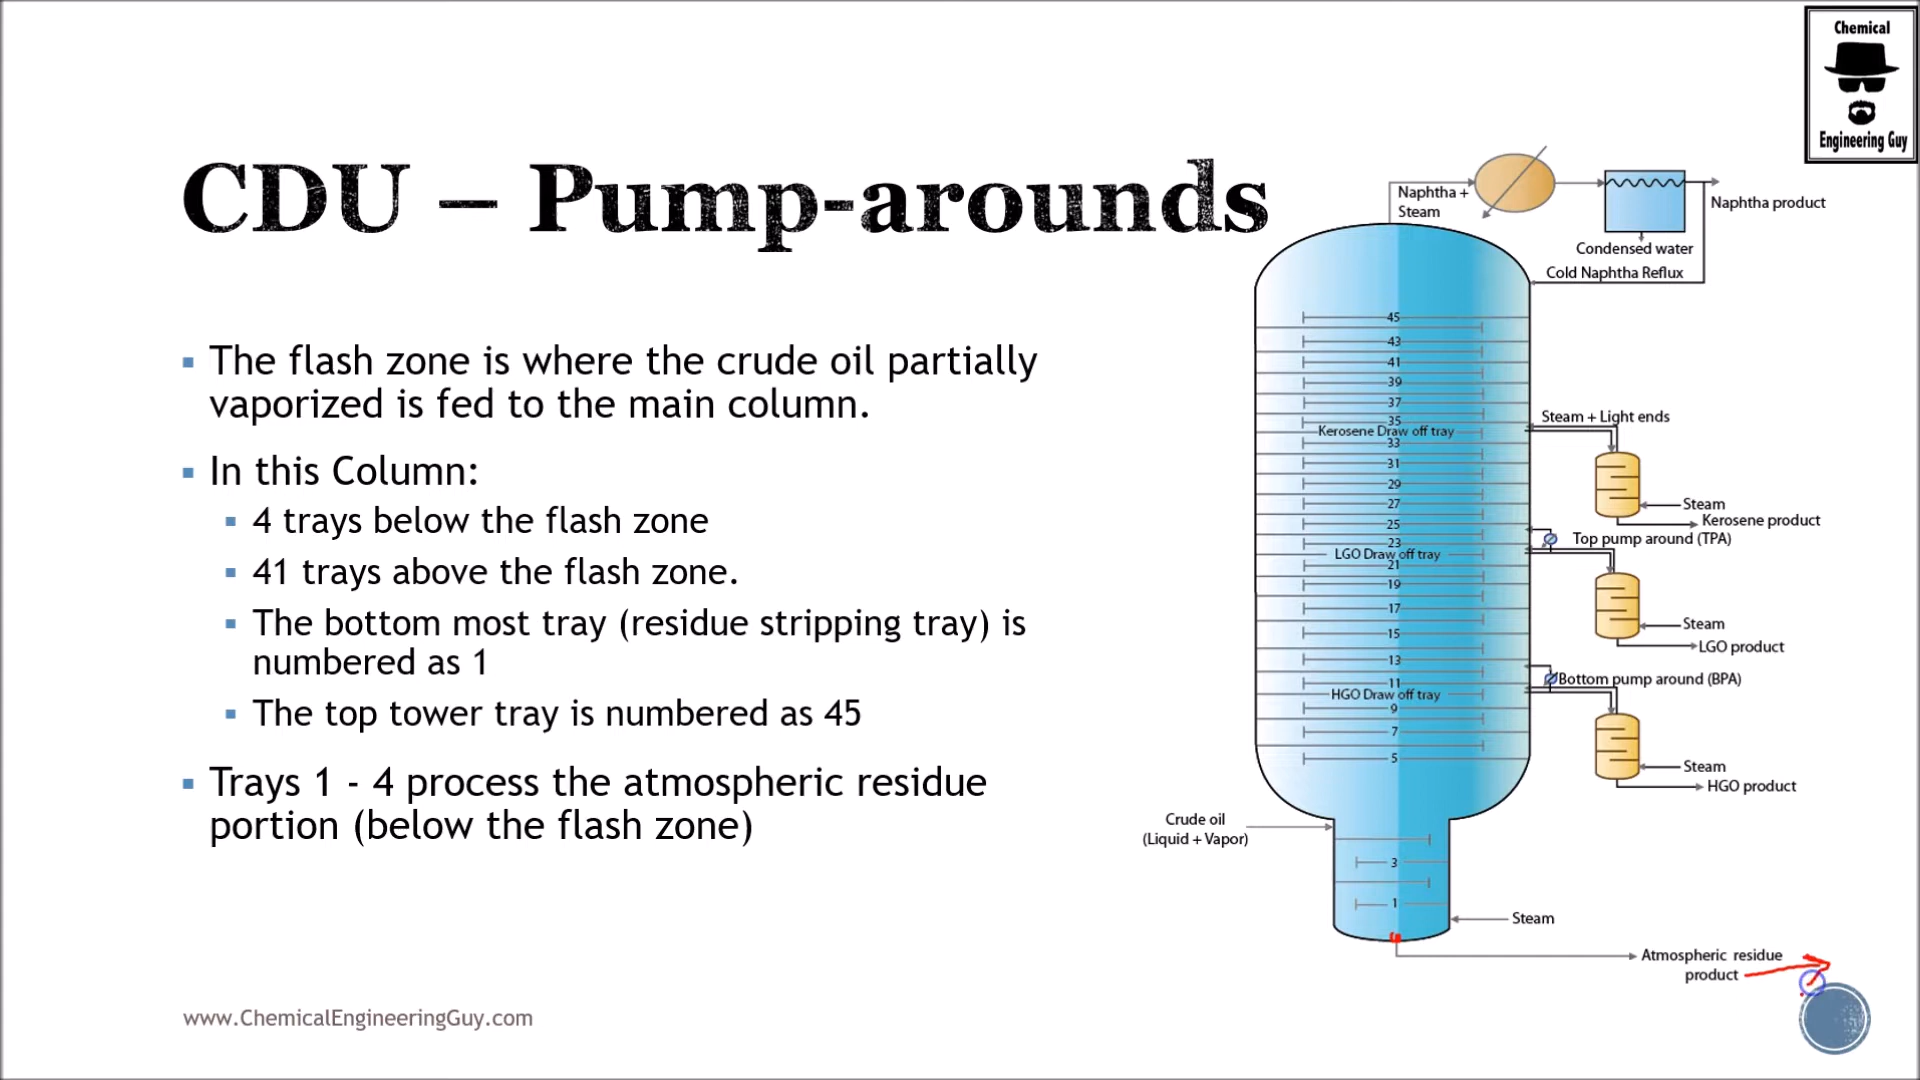 Chemical
Engineering Guy
CDU – Pump-arounds
The flash zone is where the crude oil partially
vaporized is fed to the main column.
In this Column:
4 trays below the flash zone
41 trays above the flash zone.
The bottom most tray (residue stripping tray) is
numbered as 1
The top tower tray is numbered as 45
Trays 1 - 4 process the atmospheric residue
portion (below the flash zone)
www.ChemicalEngineeringGuy.com
Naphtha +
Steam
Naphtha product
Condensed water
Cold Naphtha Reflux
45
43
41
39
37
35
Kerosene Draw off tray
33
31
29
27
25
23
LGO Draw off tray
21
19
17
15
13
11
HGO Draw off tray
9
7
5
3
1
Steam + Light ends
Steam
Kerosene product
Top pump around (TPA)
Steam
LGO product
Bottom pump around (BPA)
Steam
HGO product
Crude oil
(Liquid + Vapor)
Steam
Atmospheric residue
product